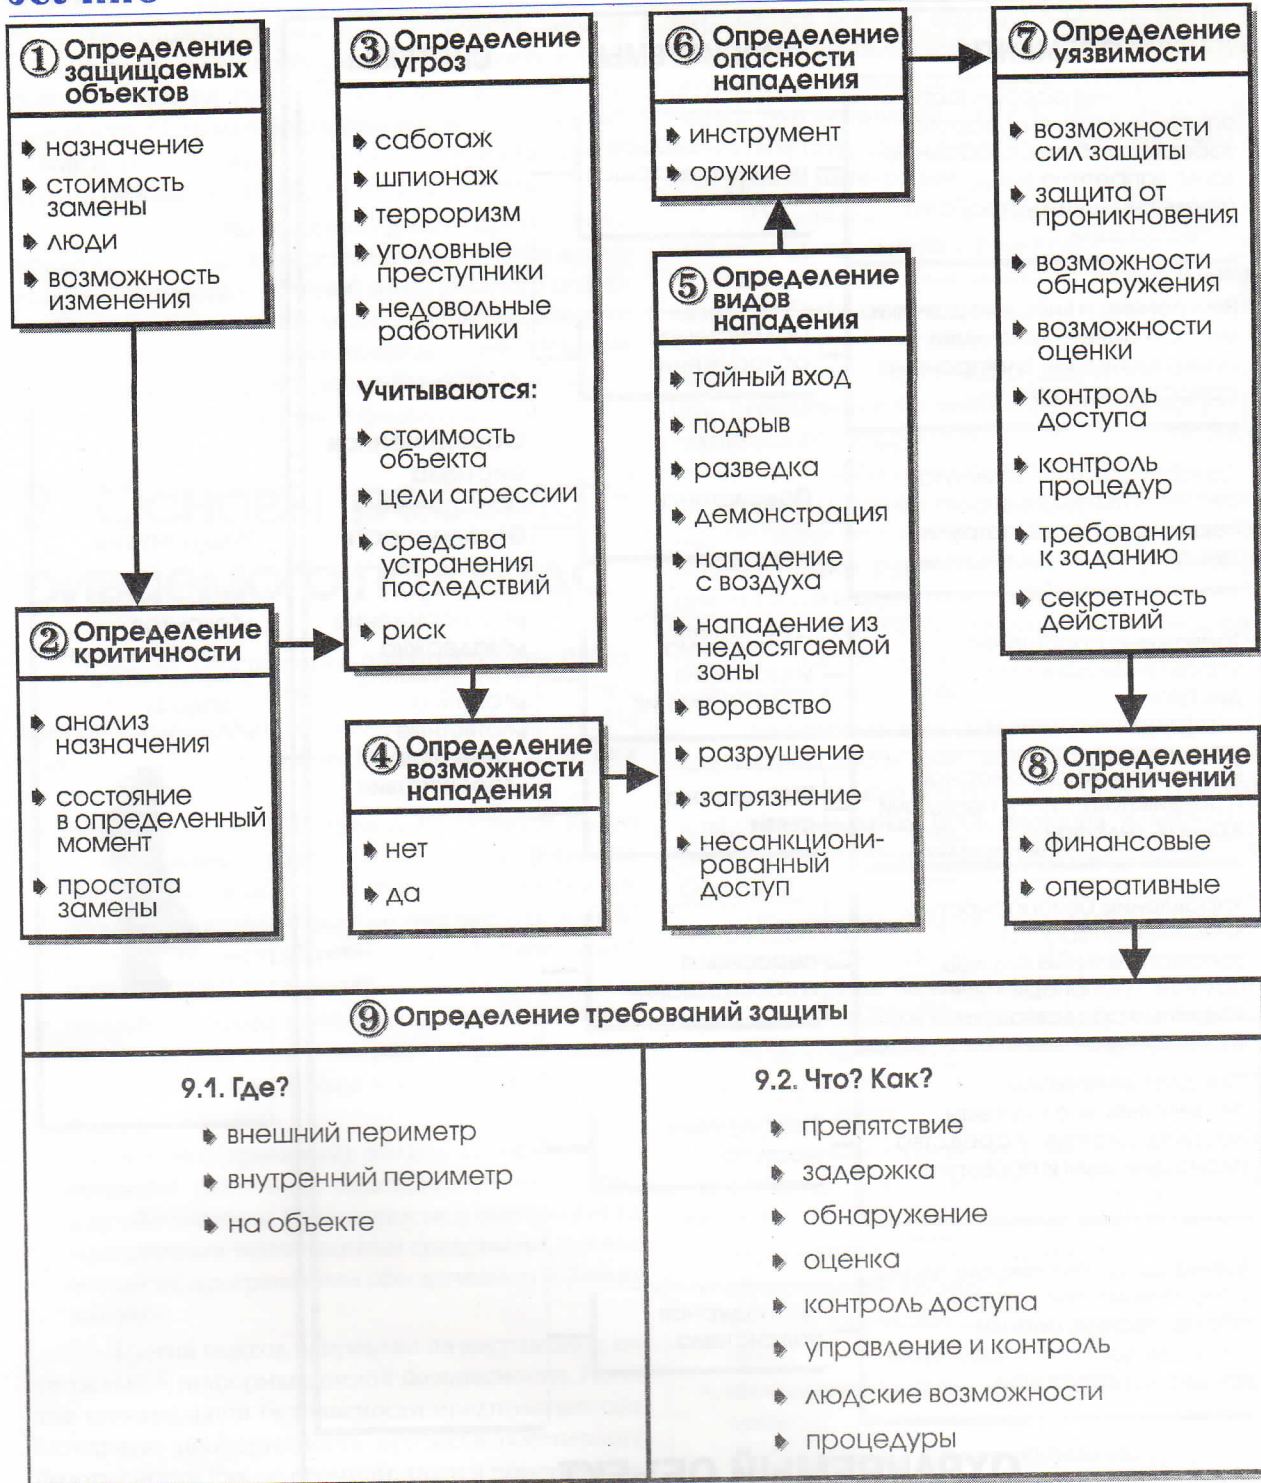 ① Определение
защищаемых
объектов
назначение
стоимость
замены
люди
возможность
изменения
② Определение
критичности
анализ
назначения
состояние
в определенный
момент
простота
замены
③ Определение
угроз
саботаж
шпионаж
терроризм
уголовные
преступники
недовольные
работники
Учитываются:
стоимость
объекта
цели агрессии
средства
устранения
последствий
риск
④ Определение
возможности
нападения
нет
да
⑤ Определение
видов
нападения
тайный вход
подрыв
разведка
демонстрация
нападение
с воздуха
нападение из
недосягаемой
зоны
воровство
разрушение
загрязнение
несанкциони-
рованный
доступ
⑥ Определение
опасности
нападения
инструмент
оружие
⑦ Определение
уязвимости
возможности
сил защиты
защита от
проникновения
возможности
обнаружения
возможности
оценки
контроль
доступа
контроль
процедур
требования
к заданию
секретность
действий
⑧ Определение
ограничений
финансовые
оперативные
⑨ Определение требований защиты
9.1. Где?
внешний периметр
внутренний периметр
на объекте
9.2. Что? Как?
препятствие
задержка
обнаружение
оценка
контроль доступа
управление и контроль
людские возможности
процедуры